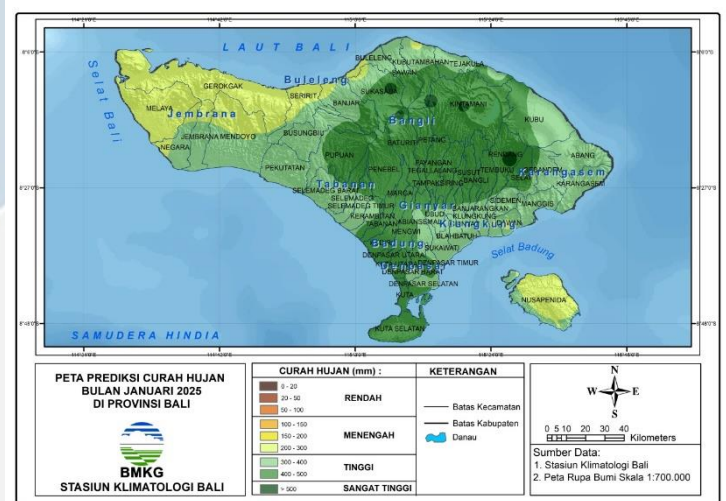 LAUT BALI
Selat Bali
BULELENG
KUBUTAMBAHAN
TEJAKULA
SAWAN
Buleleng
SUKASADA
GEROKGAK
SERIRIT
BANJAR
KINTAMANI
MELAYA
Jembrana
Bangli
KUBU
JEMBRANA
MENDOYO
BUSUNGBIU
NEGARA
PUPUAN
BATURITI
PETANG
RENDANG
ABANG
PEKUTATAN
PENEBEL
PAYANGAN
TEGALLALANG
SUSUT
TEMBUKU
Karangasem
BANGLI
KARANGASEM
Tabanan
SELEMADEG BARAT
MARGA
TAMPAKSIRING
SELEMADEG
SELEMADEG TIMUR
Gianyar
SIDEMEN
MANGGIS
KERAMBITAN
TABANAN
ABIANSEMAL
UBUD
BANJARANGKAN
KLUNGKUNG
Klungkung
MENGWI
BLAHBATUH
Badung
SUKAWATI
Selat Badung
DENPASAR UTARA
Denpasar
DENPASAR TIMUR
DENPASAR BARAT
DENPASAR SELATAN
KUTA
NUSAPENIDA
KUTA SELATAN
SAMUDERA HINDIA
PETA PREDIKSI CURAH HUJAN
BULAN JANUARI 2025
DI PROVINSI BALI
BMKG
STASIUN KLIMATOLOGI BALI
CURAH HUJAN (mm) :
0 - 20
20 - 50
50 - 100
RENDAH
100 - 150
150 - 200
200 - 300
MENENGAH
300 - 400
400 - 500
TINGGI
> 500
SANGAT TINGGI
KETERANGAN
Batas Kecamatan
Batas Kabupaten
Danau
N
W
E
S
0 5 10 20 30 40
Kilometers
Sumber Data:
1. Stasiun Klimatologi Bali
2. Peta Rupa Bumi Skala 1:700.000